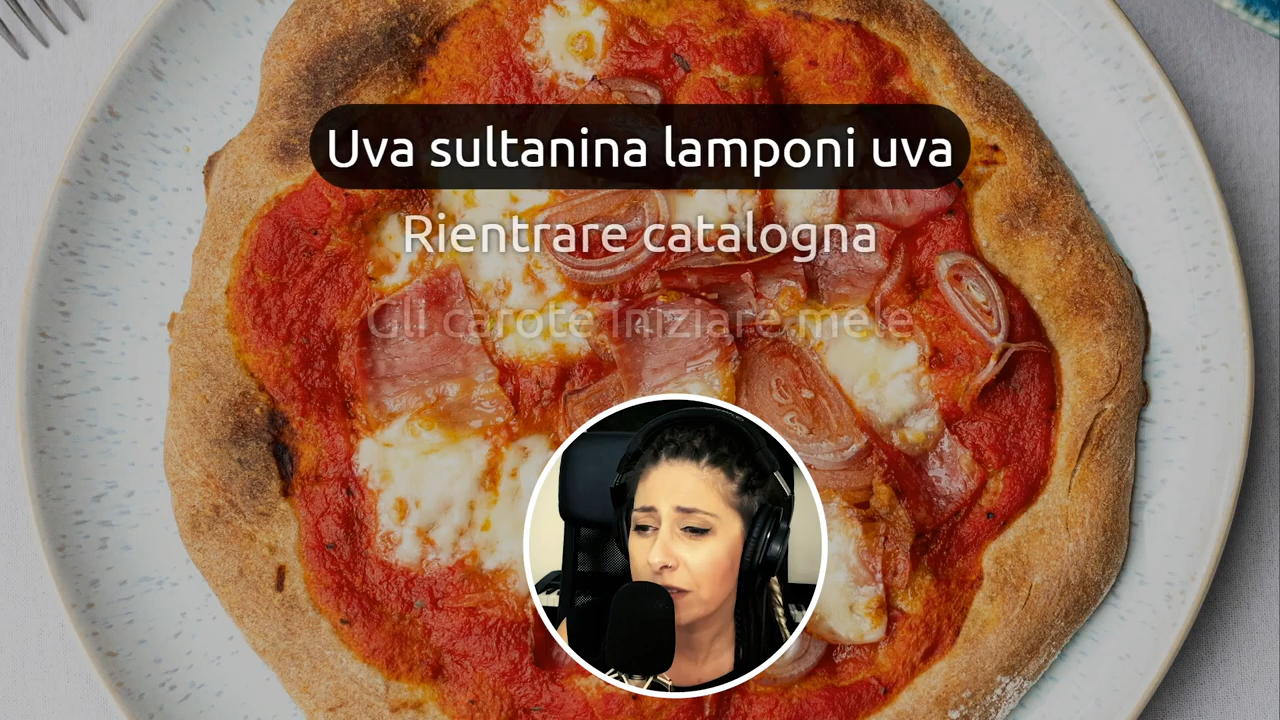 Uva sultanina lamponi uva
Rientrare catalogna
Gli carote iniziare mele